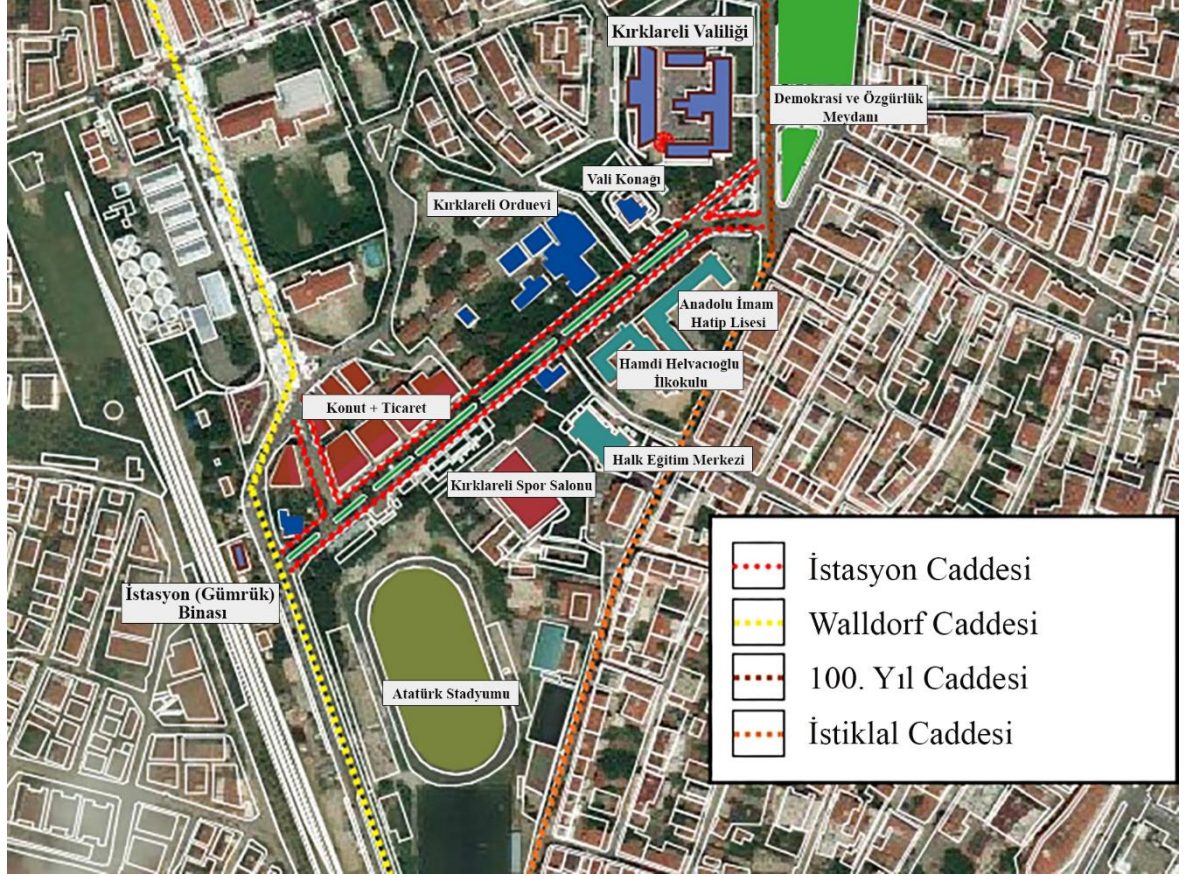 Kırklareli Valiliği
Demokrasi ve Özgürlük
Meydanı
Vali Konağı
Kırklareli Orduevi
Anadolu İmam
Hatip Lisesi
Hamdi Helvacıoğlu
İlkokulu
Konut + Ticaret
Halk Eğitim Merkezi
Kırklareli Spor Salonu
İstasyon (Gümrük)
Binası
Atatürk Stadyumu
İstasyon Caddesi
Walldorf Caddesi
100. Yıl Caddesi
İstiklal Caddesi